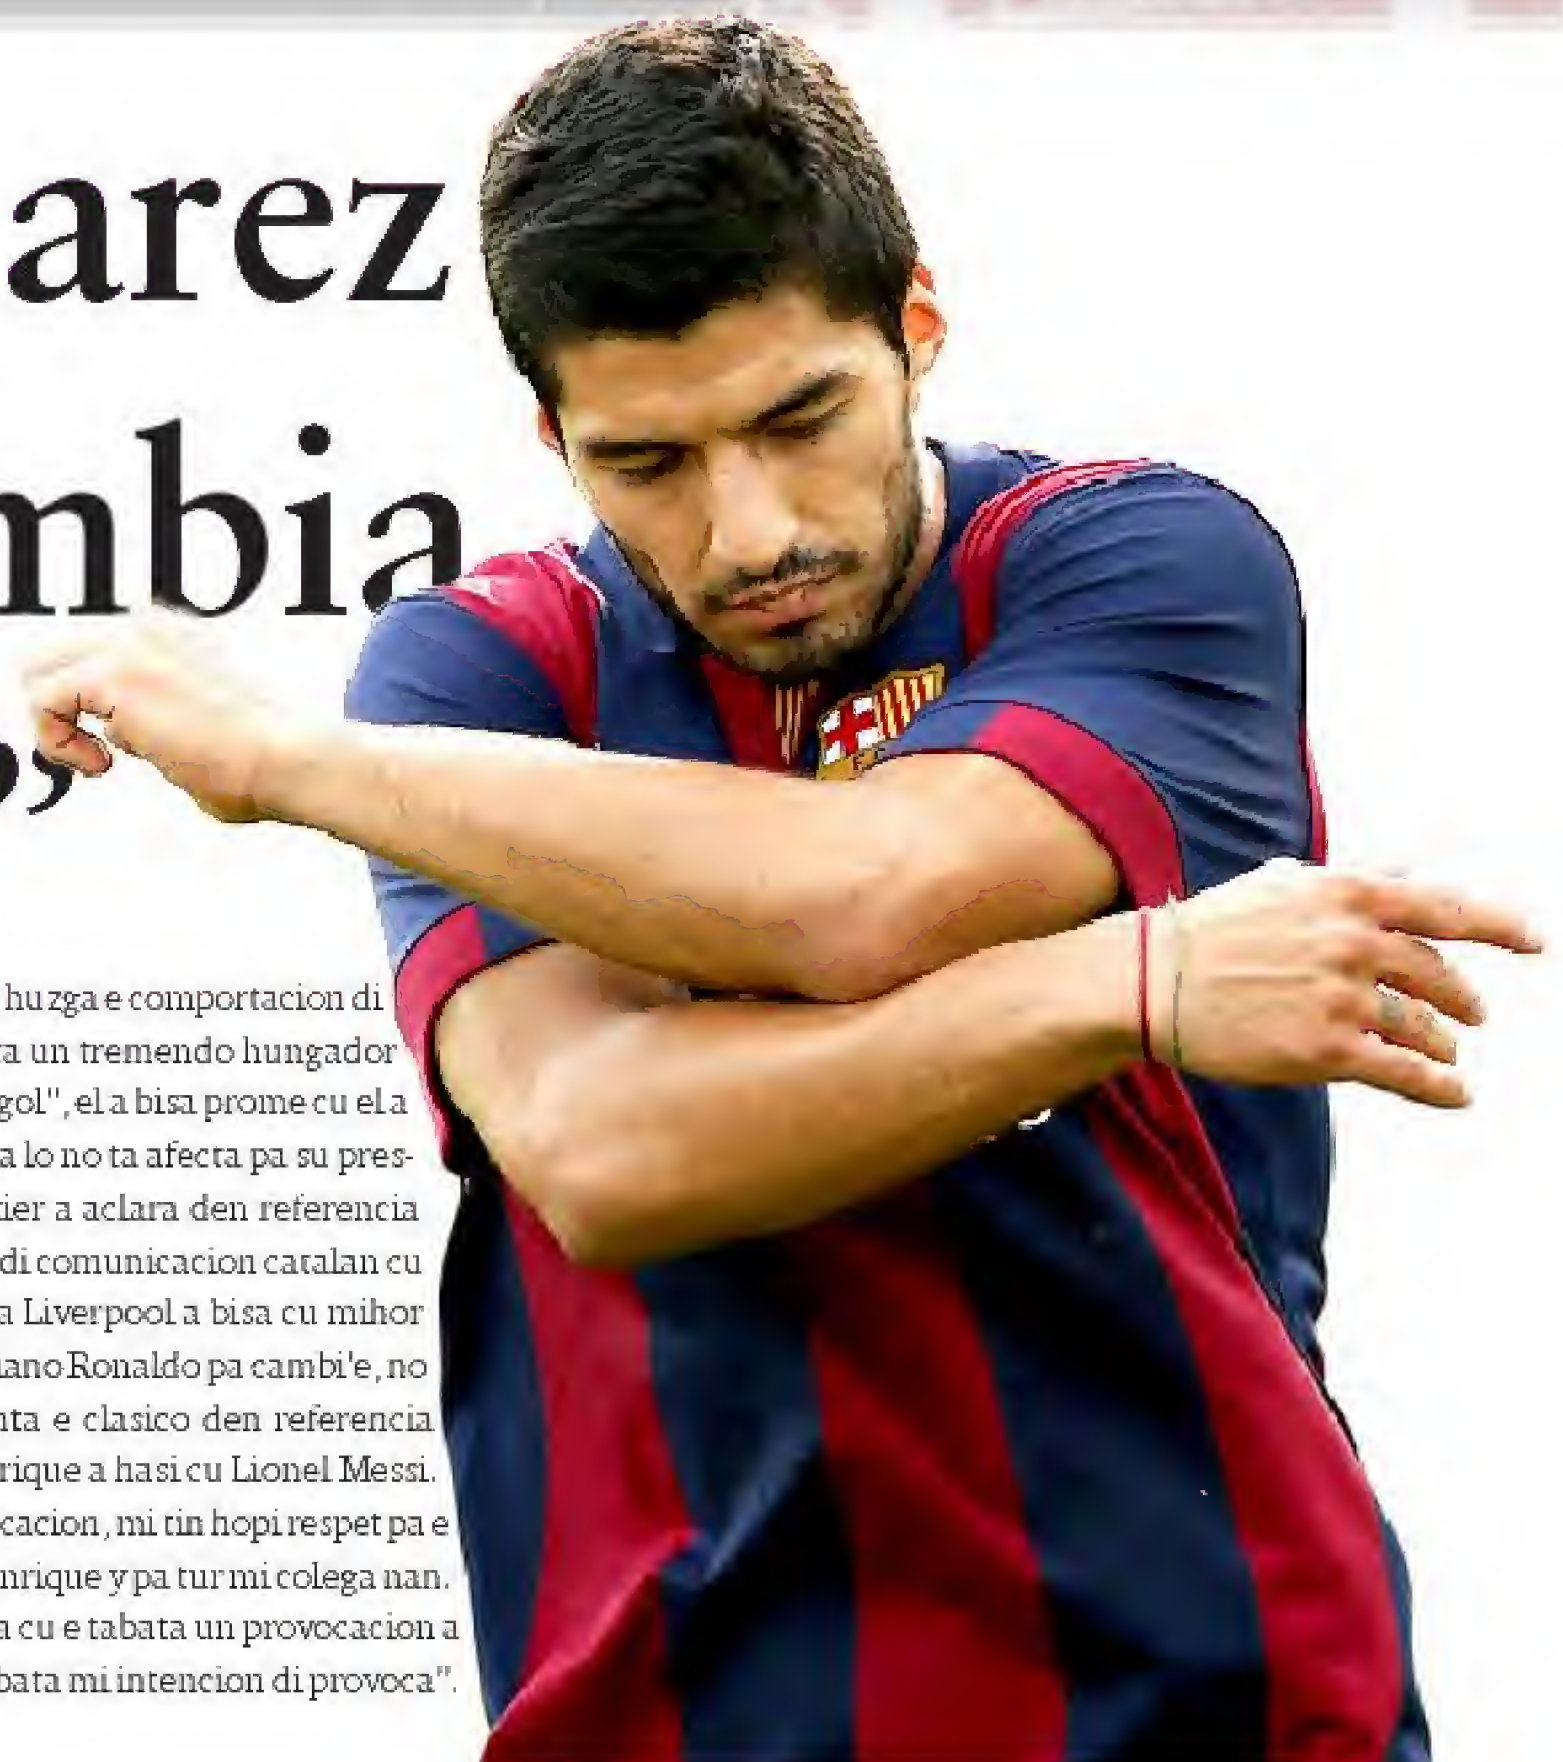 arez
mbia
”
huzga e comportacion di
ta un tremendo hungador
gol", el a bisa prome cu el a
a lo no ta afecta pa su pres-
tier a aclara den referencia
di comunicacion catalan cu
a Liverpool a bisa cu mihor
iano Ronaldo pa cambi'e, no
nta e clasico den referencia
rique a hasi cu Lionel Messi.
cacion, mi tin hopi respet pa e
nrique y pa tur mi colega nan.
a cu e tabata un provocacion a
bata mi intencion di provoca".